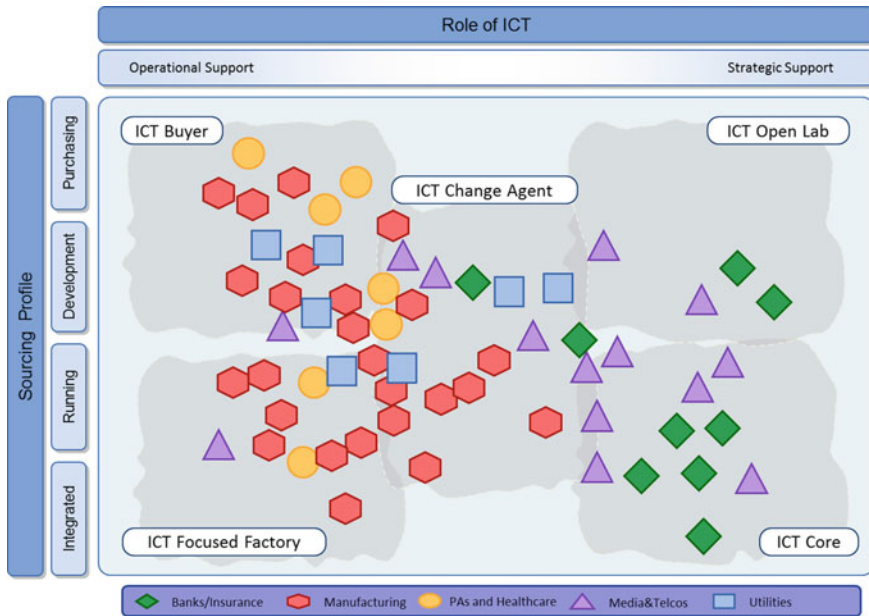 Role of ICT
Operational Support
Strategic Support
Sourcing Profile
Purchasing
Development
Running
Integrated
ICT Buyer
ICT Open Lab
ICT Change Agent
ICT Focused Factory
ICT Core
Banks/Insurance
Manufacturing
PAs and Healthcare
Media&Telcos
Utilities